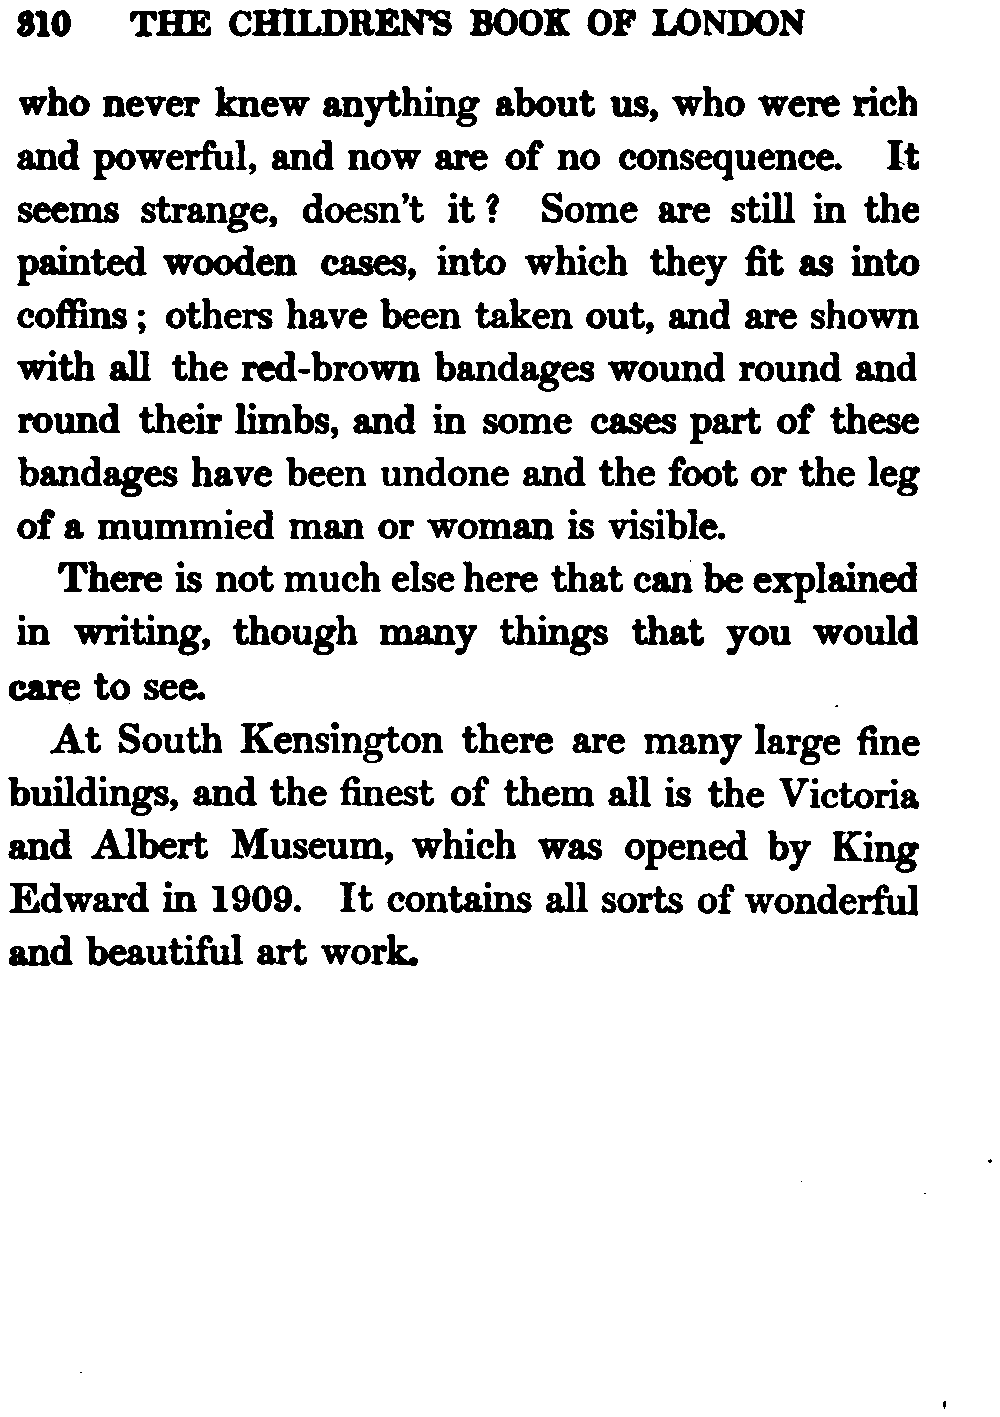 310 THE CHILDREN'S BOOK OF LONDON
who never knew anything about us, who were rich
and powerful, and now are of no consequence. It
seems strange, doesn't it? Some are still in the
painted wooden cases, into which they fit as into
coffins; others have been taken out, and are shown
with all the red-brown bandages wound round and
round their limbs, and in some cases part of these
bandages have been undone and the foot or the leg
of a mummied man or woman is visible.
There is not much else here that can be explained
in writing, though many things that you would
care to see.
At South Kensington there are many large fine
buildings, and the finest of them all is the Victoria
and Albert Museum, which was opened by King
Edward in 1909. It contains all sorts of wonderful
and beautiful art work.